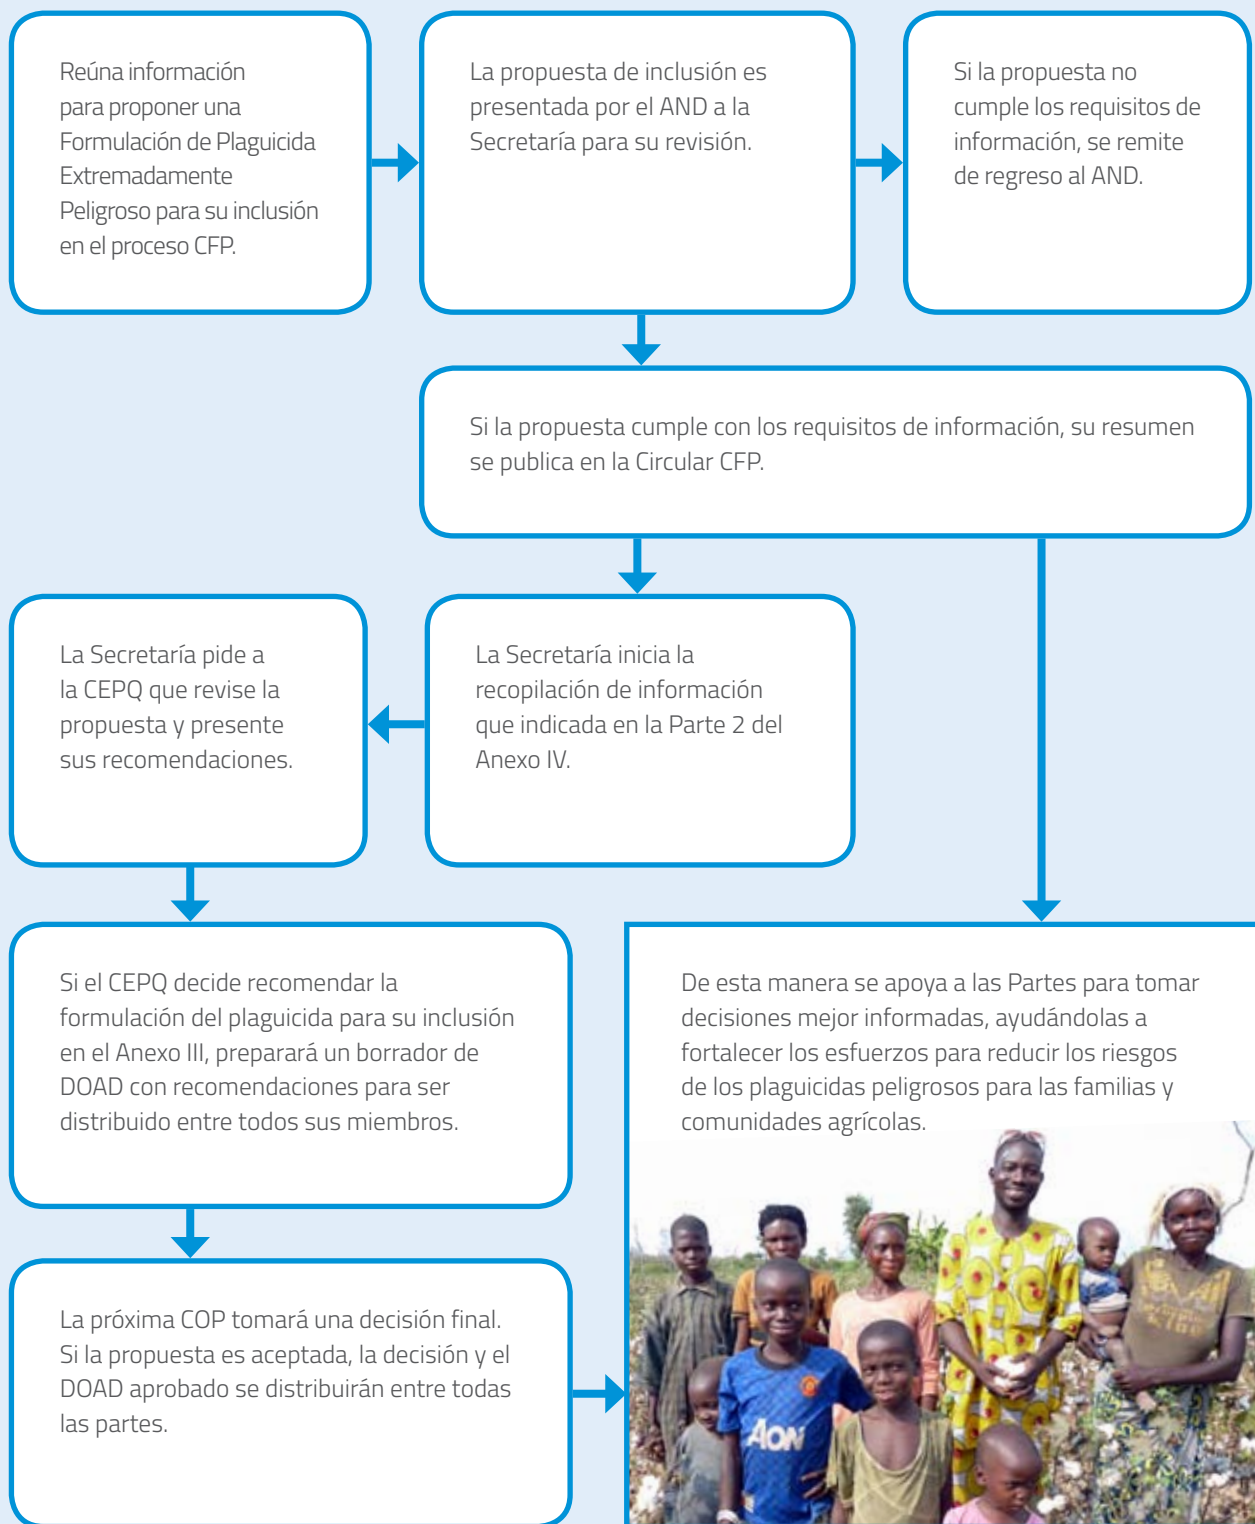 Reúna información
para proponer una
Formulación de Plaguicida
Extremadamente
Peligroso para su inclusión
en el proceso CFP.
La propuesta de inclusión es
presentada por el AND a la
Secretaría para su revisión.
Si la propuesta no
cumple los requisitos de
información, se remite
de regreso al AND.
Si la propuesta cumple con los requisitos de información, su resumen
se publica en la Circular CFP.
La Secretaría pide a
la CEPQ que revise la
propuesta y presente
sus recomendaciones.
La Secretaría inicia la
recopilación de información
que indicada en la Parte 2 del
Anexo IV.
Si el CEPQ decide recomendar la
formulación del plaguicida para su inclusión
en el Anexo III, preparará un borrador de
DOAD con recomendaciones para ser
distribuido entre todos sus miembros.
De esta manera se apoya a las Partes para tomar
decisiones mejor informadas, ayudándolas a
fortalecer los esfuerzos para reducir los riesgos
de los plaguicidas peligrosos para las familias y
comunidades agrícolas.
La próxima COP tomará una decisión final.
Si la propuesta es aceptada, la decisión y el
DOAD aprobado se distribuirán entre todas
las partes.
AON